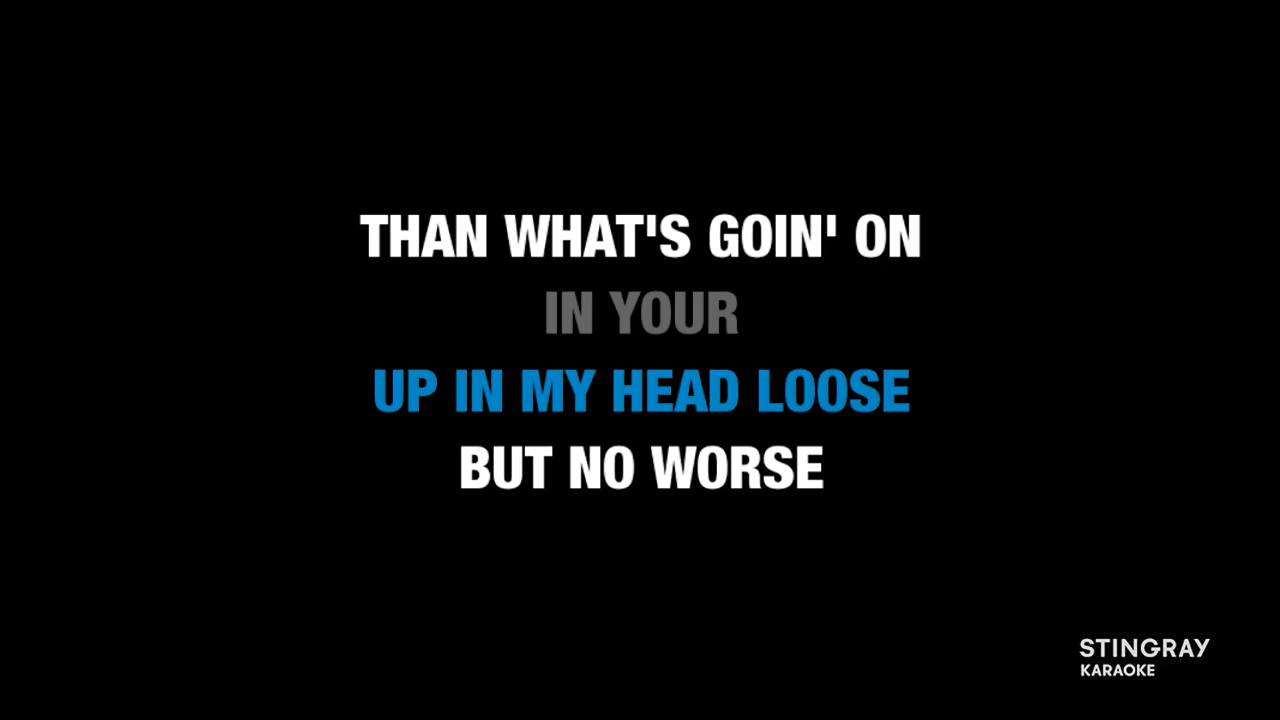 THAN WHAT'S GOIN' ON
IN YOUR
UP IN MY HEAD LOOSE
BUT NO WORSE
STINGRAY
KARAOKE